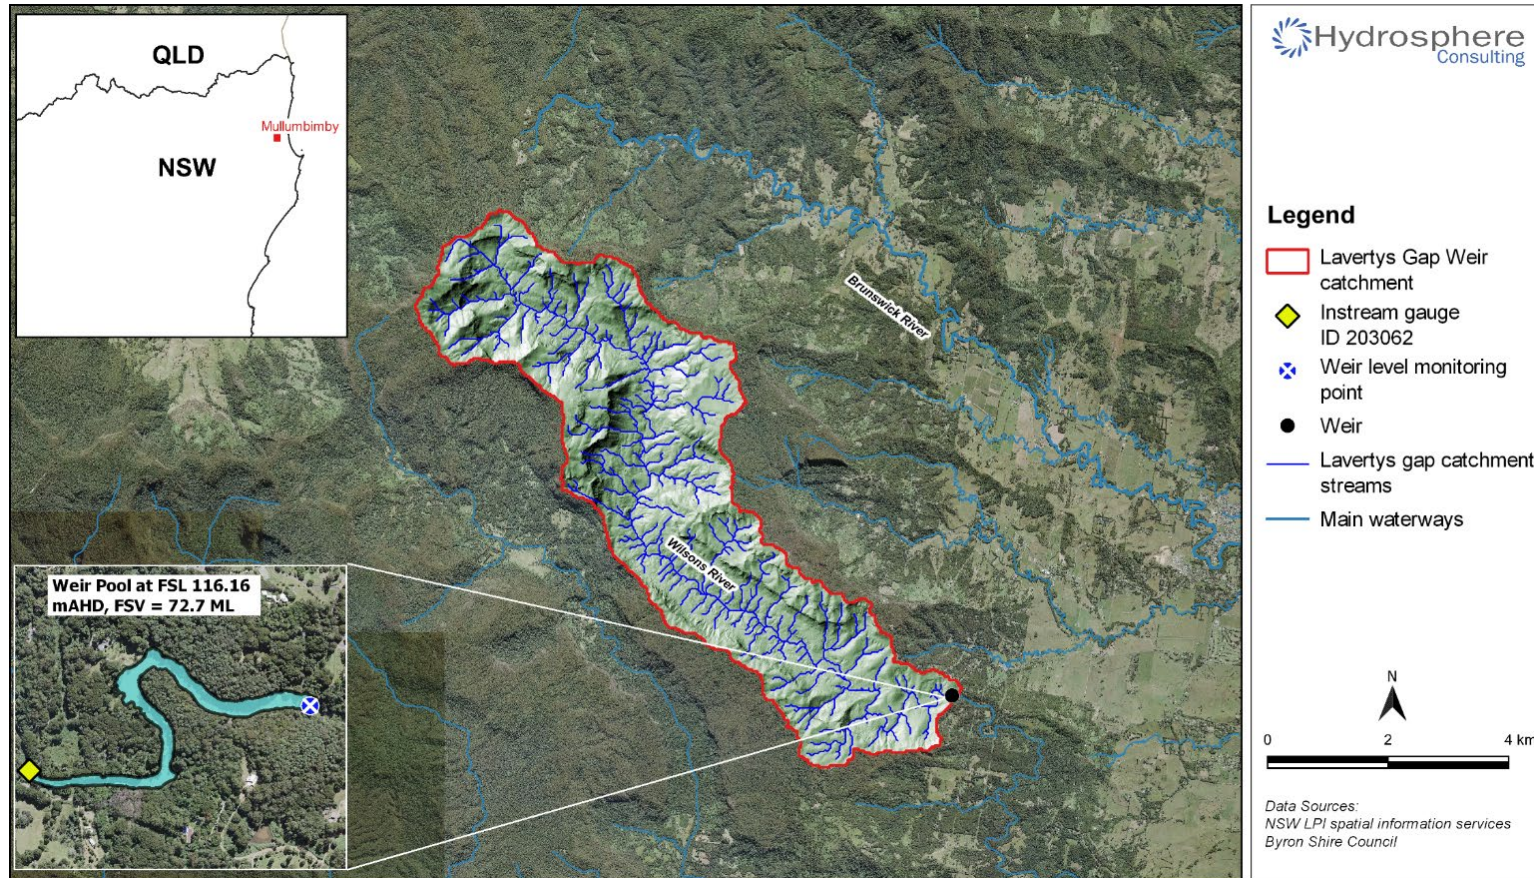 QLD
Mullumbimby
NSW
Brunswick River
Wilsons River
Weir Pool at FSL 116.16
mAHD, FSV = 72.7 ML
Hydrosphere
Consulting
Legend
Lavertys Gap Weir
catchment
Instream gauge
ID 203062
Weir level monitoring
point
Weir
Lavertys gap catchment
streams
Main waterways
N
0 2 4 km
Data Sources:
NSW LPI spatial information services
Byron Shire Council